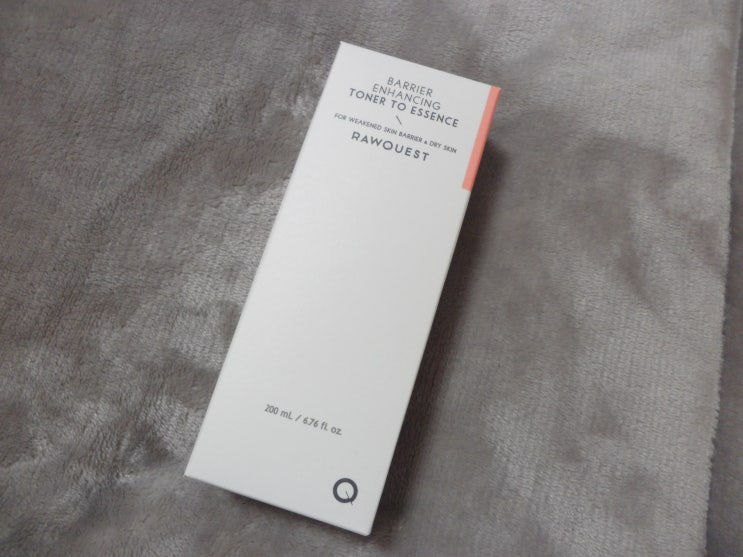 BARRIER
ENHANCING
TONER TO ESSENCE
\
FOR WEAKENED SKIN BARRIER & DRY SKIN
RAWQUEST
200 mL / 6.76 fl. oz.
Q